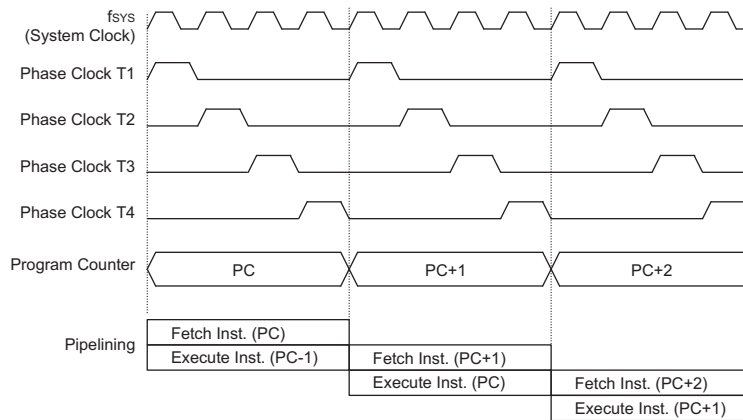 fSYS
(System Clock)
Phase Clock T1
Phase Clock T2
Phase Clock T3
Phase Clock T4
Program Counter
PC
PC+1
PC+2
Pipelining
Fetch Inst. (PC)
Execute Inst. (PC-1)
Fetch Inst. (PC+1)
Execute Inst. (PC)
Fetch Inst. (PC+2)
Execute Inst. (PC+1)